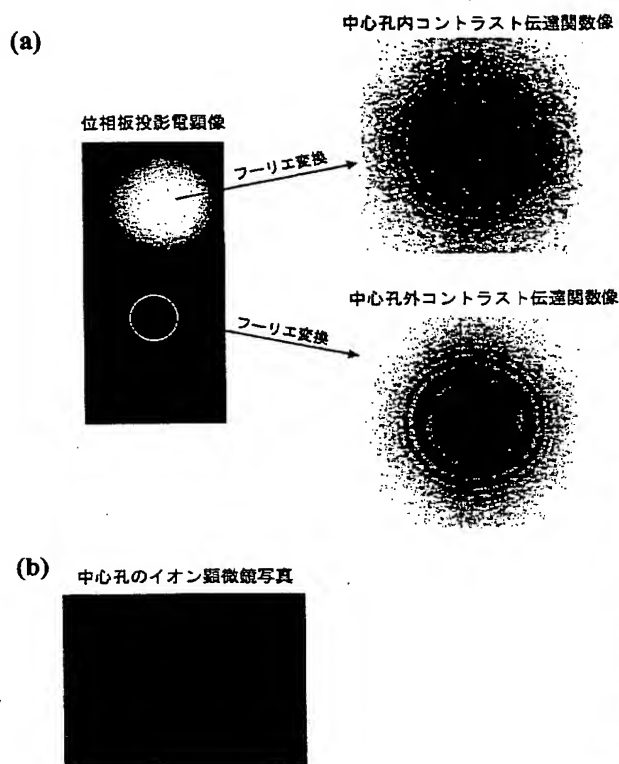 (a)
中心孔内コントラスト伝達関数像
位相板投影電顕像
フーリエ変換
中心孔外コントラスト伝達関数像
フーリエ変換
(b)
中心孔のイオン顕微鏡写真